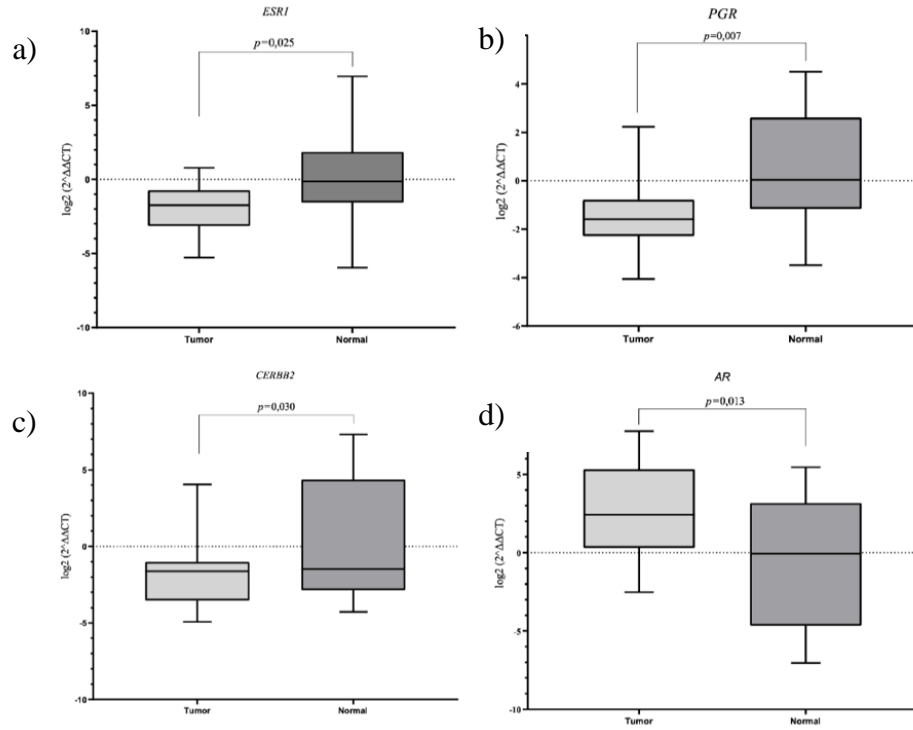 a)
ESR1
p=0,025
log2 (2^ΔΔCT)
10
5
0
-5
-10
Tumor
Normal
b)
PGR
p=0,007
log2 (2^ΔΔCT)
4
2
0
-2
-4
-6
Tumor
Normal
c)
CERBB2
p=0,030
log2 (2^ΔΔCT)
10
5
0
-5
-10
Tumor
Normal
d)
AR
p=0,013
log2 (2^ΔΔCT)
5
0
-5
-10
Tumor
Normal